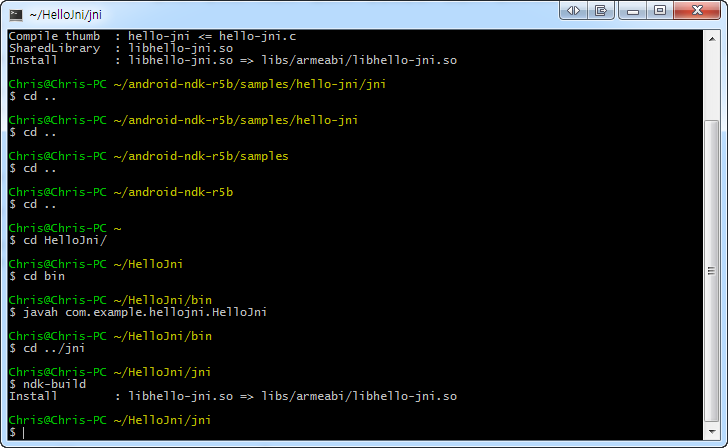 ~/HelloJni/jni
Compile thumb  : hello-jni <= hello-jni.c
SharedLibrary  : libhello-jni.so
Install        : libhello-jni.so => libs/armeabi/libhello-jni.so
Chris@Chris-PC ~/android-ndk-r5b/samples/hello-jni/jni
$ cd ..
Chris@Chris-PC ~/android-ndk-r5b/samples/hello-jni
$ cd ..
Chris@Chris-PC ~/android-ndk-r5b/samples
$ cd ..
Chris@Chris-PC ~/android-ndk-r5b
$ cd ..
Chris@Chris-PC ~
$ cd HelloJni/
Chris@Chris-PC ~/HelloJni
$ cd bin
Chris@Chris-PC ~/HelloJni/bin
$ javah com.example.hellojni.HelloJni
Chris@Chris-PC ~/HelloJni/bin
$ cd ../jni
Chris@Chris-PC ~/HelloJni/jni
$ ndk-build
Install        : libhello-jni.so => libs/armeabi/libhello-jni.so
Chris@Chris-PC ~/HelloJni/jni
$